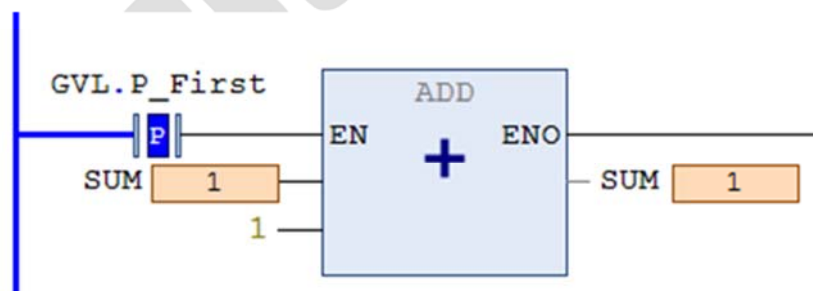 GVL.P_First
ADD
P
EN
ENO
+
SUM 1
SUM 1
1